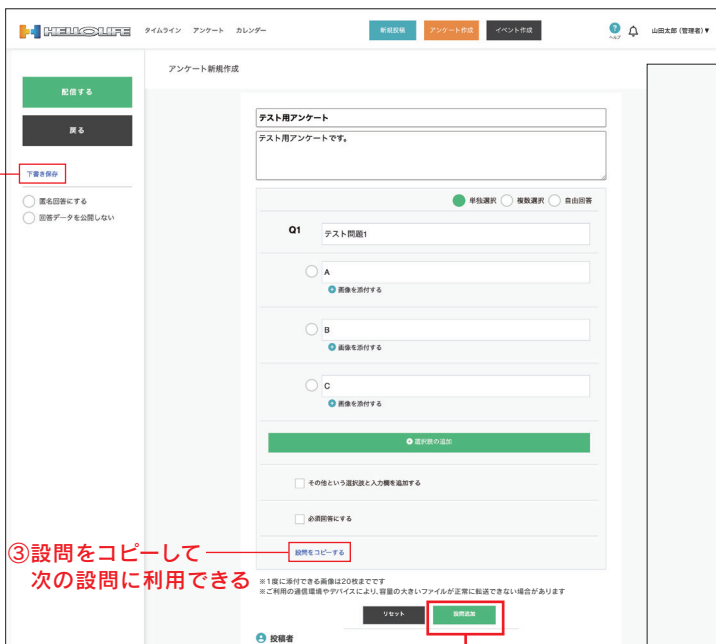 HELLO LIFE
タイムライン アンケート カレンダー
新規投稿
アンケート作成
イベント作成
?
ヘルプ
山田太郎 (管理者)▼
アンケート新規作成
配信する
戻る
下書き保存
匿名回答にする
回答データを公開しない
テスト用アンケート
テスト用アンケートです。
単独選択 複数選択 自由回答
Q1 テスト問題1
A
画像を添付する
B
画像を添付する
C
画像を添付する
選択肢の追加
その他という選択肢と入力欄を追加する
必須回答にする
設問をコピーする
③設問をコピーして
次の設問に利用できる
※1度に添付できる画像は20枚までです
※ご利用の通信環境やデバイスにより、容量の大きいファイルが正常に転送できない場合があります
リセット
設問追加
投稿者